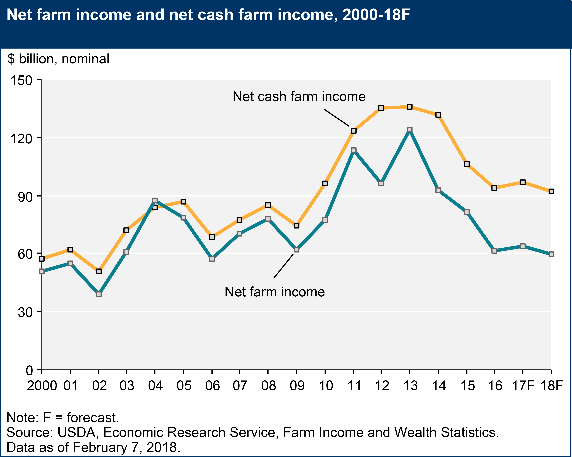 Net farm income and net cash farm income, 2000-18F
$ billion, nominal
150
Net cash farm income
120
90
60
Net farm income
30
0
2000 01 02 03 04 05 06 07 08 09 10 11 12 13 14 15 16 17F 18F
Note: F = forecast.
Source: USDA, Economic Research Service, Farm Income and Wealth Statistics.
Data as of February 7, 2018.